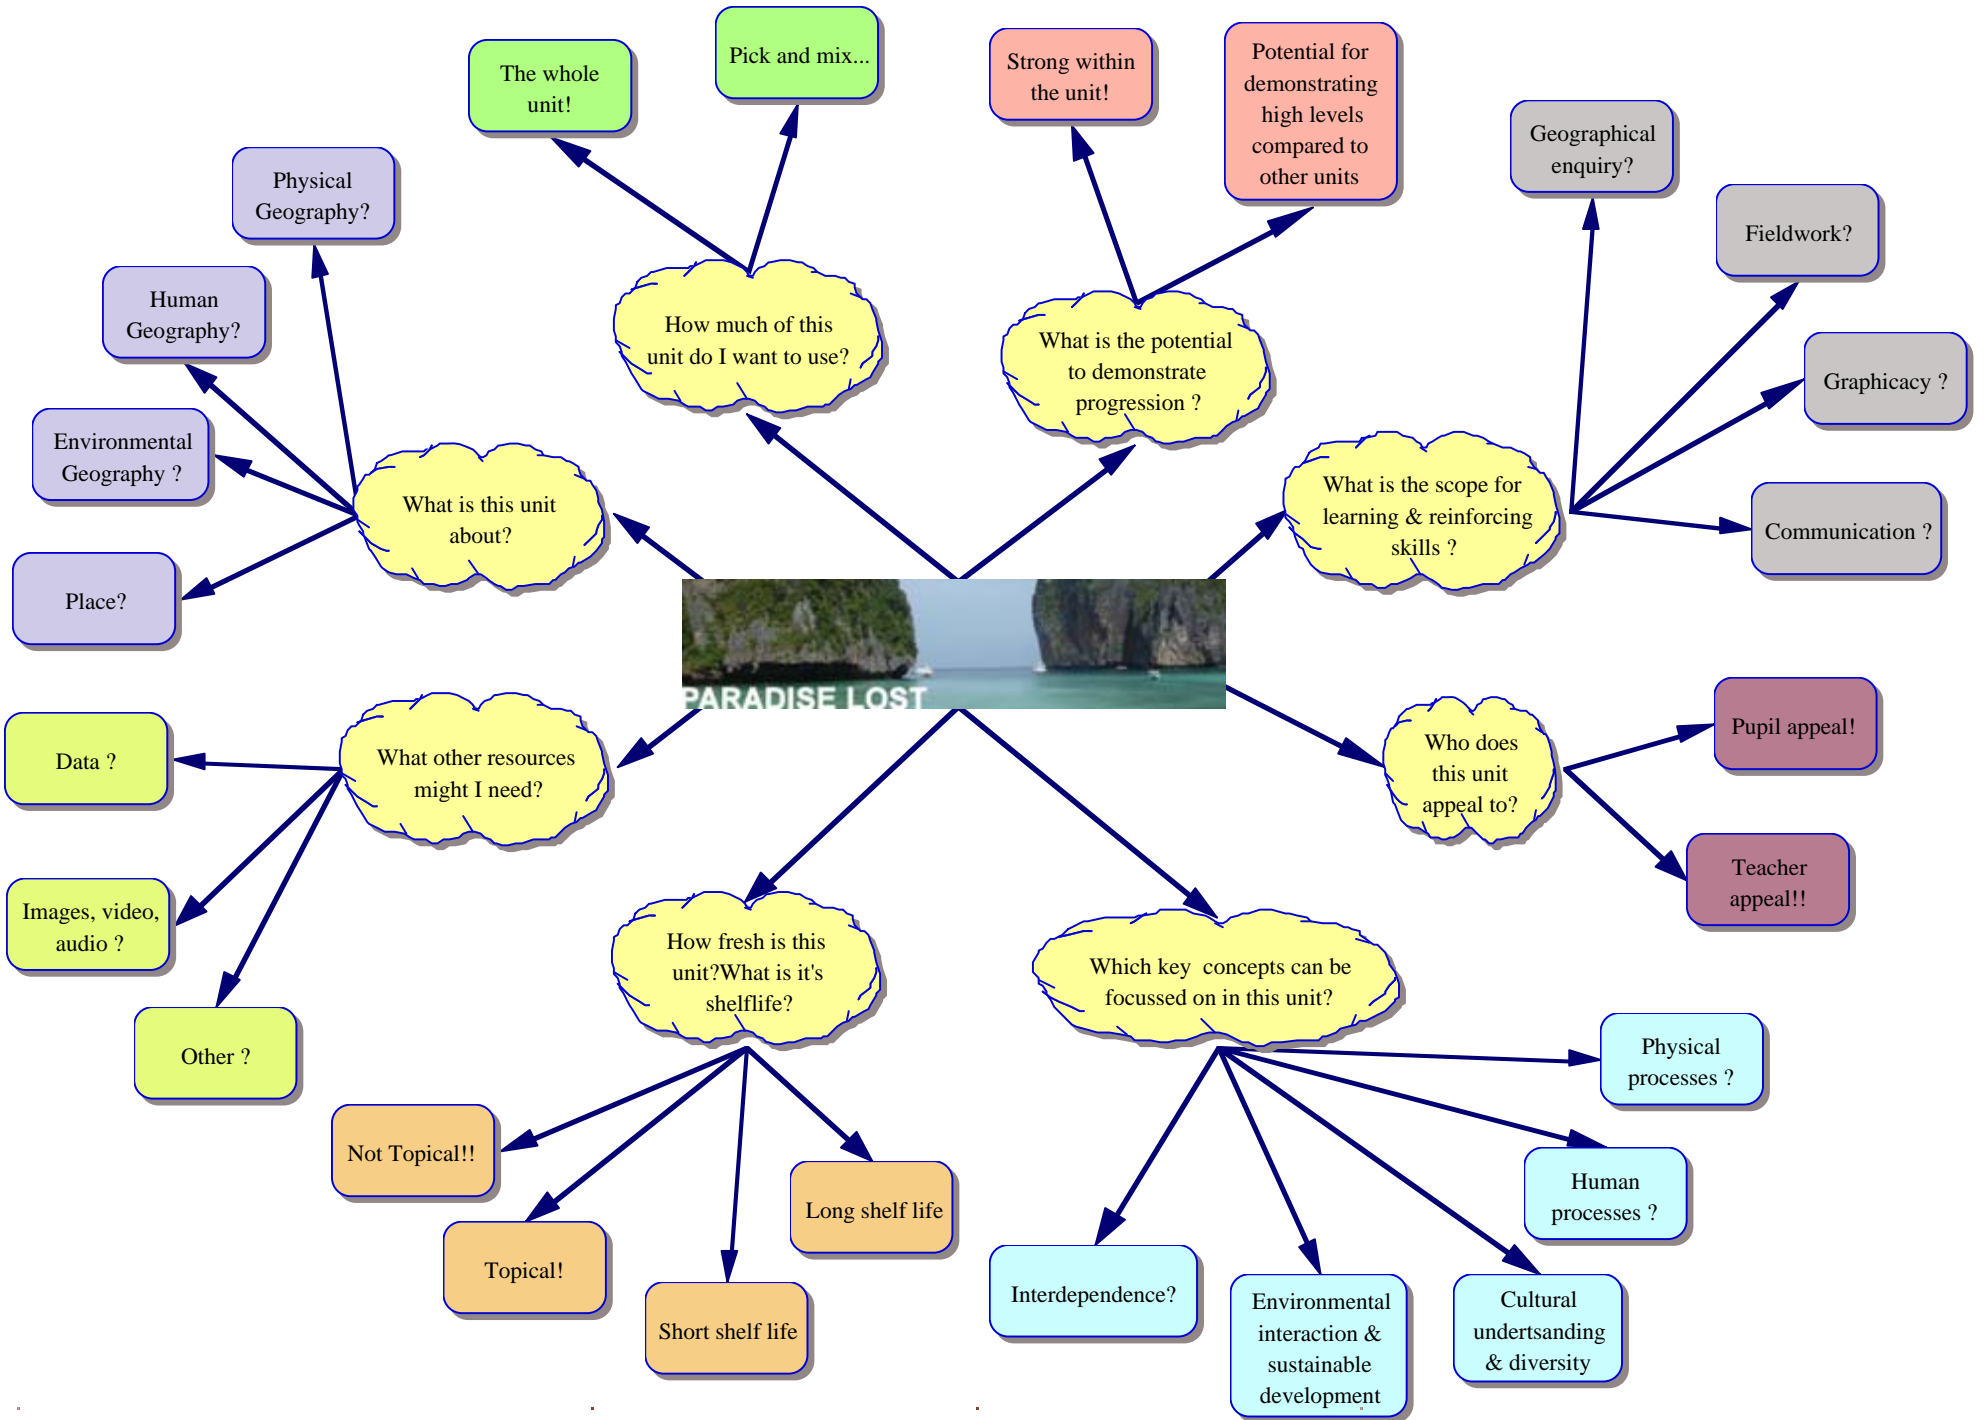 Pick and mix...
The whole
unit!
Strong within
the unit!
Potential for
demonstrating
high levels
compared to
other units
Geographical
enquiry?
Fieldwork?
Graphicacy ?
Communication ?
Physical
Geography?
Human
Geography?
Environmental
Geography ?
Place?
How much of this
unit do I want to use?
What is the potential
to demonstrate
progression ?
What is the scope for
learning & reinforcing
skills ?
What is this unit
about?
PARADISE LOST
What other resources
might I need?
Data ?
Images, video,
audio ?
Other ?
Who does
this unit
appeal to?
Pupil appeal!
Teacher
appeal!!
How fresh is this
unit?What is it's
shelflife?
Not Topical!!
Topical!
Short shelf life
Long shelf life
Which key  concepts can be
focussed on in this unit?
Physical
processes ?
Human
processes ?
Cultural
undertsanding
& diversity
Environmental
interaction &
sustainable
development
Interdependence?